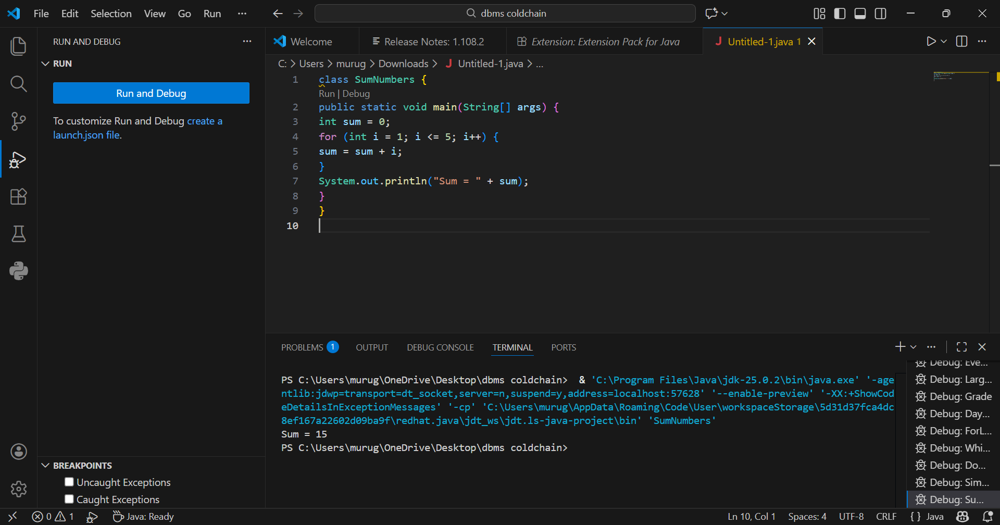 File Edit Selection View Go Run ···
dbms coldchain
RUN AND DEBUG ···
RUN
Run and Debug
To customize Run and Debug create a
launch.json file.
Welcome
Release Notes: 1.108.2
Extension: Extension Pack for Java
J Untitled-1.java 1
C: > Users > murug > Downloads > J Untitled-1.java > ...
1 class SumNumbers {
Run | Debug
2 public static void main(String[] args) {
3 int sum = 0;
4 for (int i = 1; i <= 5; i++) {
5 sum = sum + i;
6 }
7 System.out.println("Sum = " + sum);
8 }
9 }
10
PROBLEMS 1 OUTPUT DEBUG CONSOLE TERMINAL PORTS
PS C:\Users\murug\OneDrive\Desktop\dbms coldchain>  & 'C:\Program Files\Java\jdk-25.0.2\bin\java.exe' '-age
ntlib:jdwp=transport=dt_socket,server=n,suspend=y,address=localhost:57628' '--enable-preview' '-XX:+ShowCod
eDetailsInExceptionMessages' '-cp' 'C:\Users\murug\AppData\Roaming\Code\User\workspaceStorage\5d31d37fca4dc
8ef167a22602d09ba9f\redhat.java\jdt_ws\jdt.ls-java-project\bin' 'SumNumbers'
Sum = 15
PS C:\Users\murug\OneDrive\Desktop\dbms coldchain>
Debug: Eve...
Debug: Larg...
Debug: Grade
Debug: Day...
Debug: ForL...
Debug: Whi...
Debug: Do...
Debug: Sim...
Debug: Su...
BREAKPOINTS
Uncaught Exceptions
Caught Exceptions
0 1 Java: Ready
Ln 10, Col 1 Spaces: 4 UTF-8 CRLF { } Java